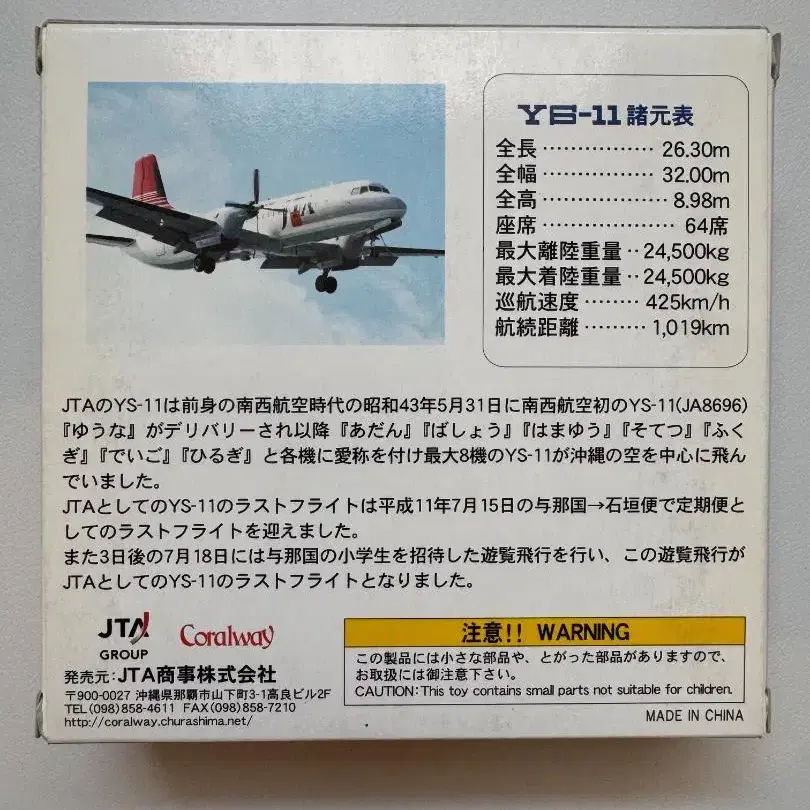 YS-11 諸元表
全長 ・・・・・・・・・・・・・・・ 26.30m
全幅 ・・・・・・・・・・・・・・・ 32.00m
全高 ・・・・・・・・・・・・・・・・ 8.98m
座席 ・・・・・・・・・・・・・・・・・・ 64席
最大離陸重量 ・・ 24,500kg
最大着陸重量 ・・ 24,500kg
巡航速度 ・・・・・・・・ 425km/h
航続距離 ・・・・・・・・・ 1,019km
JTA
JTAのYS-11は前身の南西航空時代の昭和43年5月31日に南西航空初のYS-11(JA8696)
『ゆうな』がデリバリーされ以降『あだん』『ばしょう』『はまゆう』『そてつ』『ふく
ぎ』『でいご』『ひるぎ』と各機に愛称を付け最大8機のYS-11が沖縄の空を中心に飛ん
でいました。
JTAとしてのYS-11のラストフライトは平成11年7月15日の与那国→石垣便で定期便と
してのラストフライトを迎えました。
また3日後の7月18日には与那国の小学生を招待した遊覧飛行を行い、この遊覧飛行が
JTAとしてのYS-11のラストフライトとなりました。
JTA
GROUP
Coralway
発売元:JTA商事株式会社
〒900-0027 沖縄県那覇市山下町3-1高良ビル2F
TEL(098)858-4611 FAX(098)858-7210
http://coralway.churashima.net/
注意!! WARNING
この製品には小さな部品や、とがった部品がありますので、
お取扱には御注意下さい。
CAUTION:This toy contains small parts not suitable for children.
MADE IN CHINA